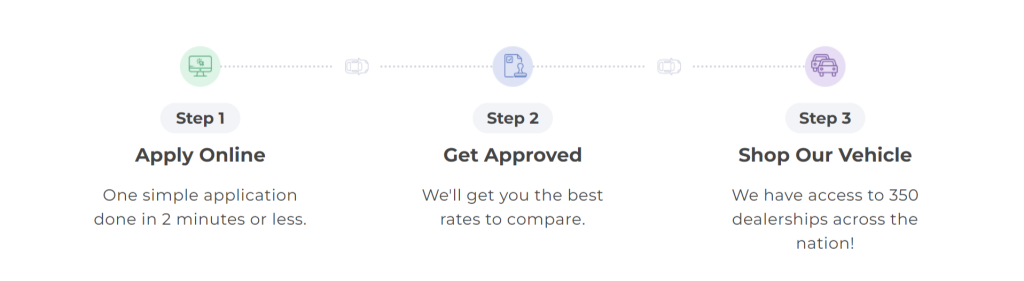 Step 1
Apply Online
One simple application
done in 2 minutes or less.
Step 2
Get Approved
We'll get you the best
rates to compare.
Step 3
Shop Our Vehicle
We have access to 350
dealerships across the
nation!